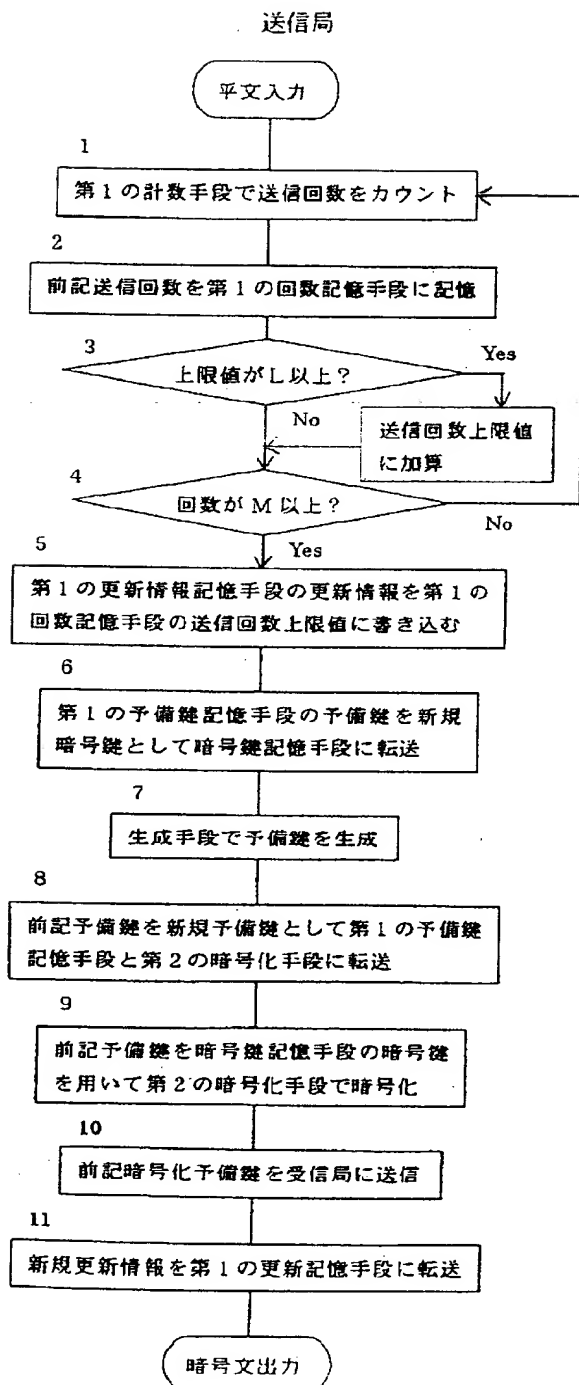 送信局
平文入力
1
第1の計数手段で送信回数をカウント
2
前記送信回数を第1の回数記憶手段に記憶
3
上限値がL以上?
Yes
No
送信回数上限値
に加算
4
回数がM以上?
No
Yes
5
第1の更新情報記憶手段の更新情報を第1の
回数記憶手段の送信回数上限値に書き込む
6
第1の予備鍵記憶手段の予備鍵を新規
暗号鍵として暗号鍵記憶手段に転送
7
生成手段で予備鍵を生成
8
前記予備鍵を新規予備鍵として第1の予備鍵
記憶手段と第2の暗号化手段に転送
9
前記予備鍵を暗号鍵記憶手段の暗号鍵
を用いて第2の暗号化手段で暗号化
10
前記暗号化予備鍵を受信局に送信
11
新規更新情報を第1の更新記憶手段に転送
暗号文出力